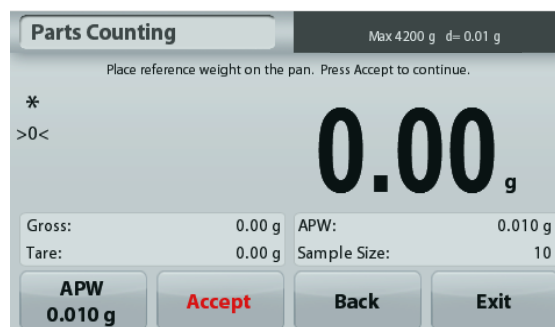 Parts Counting
Max 4200 g d= 0.01 g
Place reference weight on the pan. Press Accept to continue.
*
>0<
0.00 g
Gross: 0.00 g APW: 0.010 g
Tare: 0.00 g Sample Size: 10
APW
0.010 g
Accept
Back
Exit